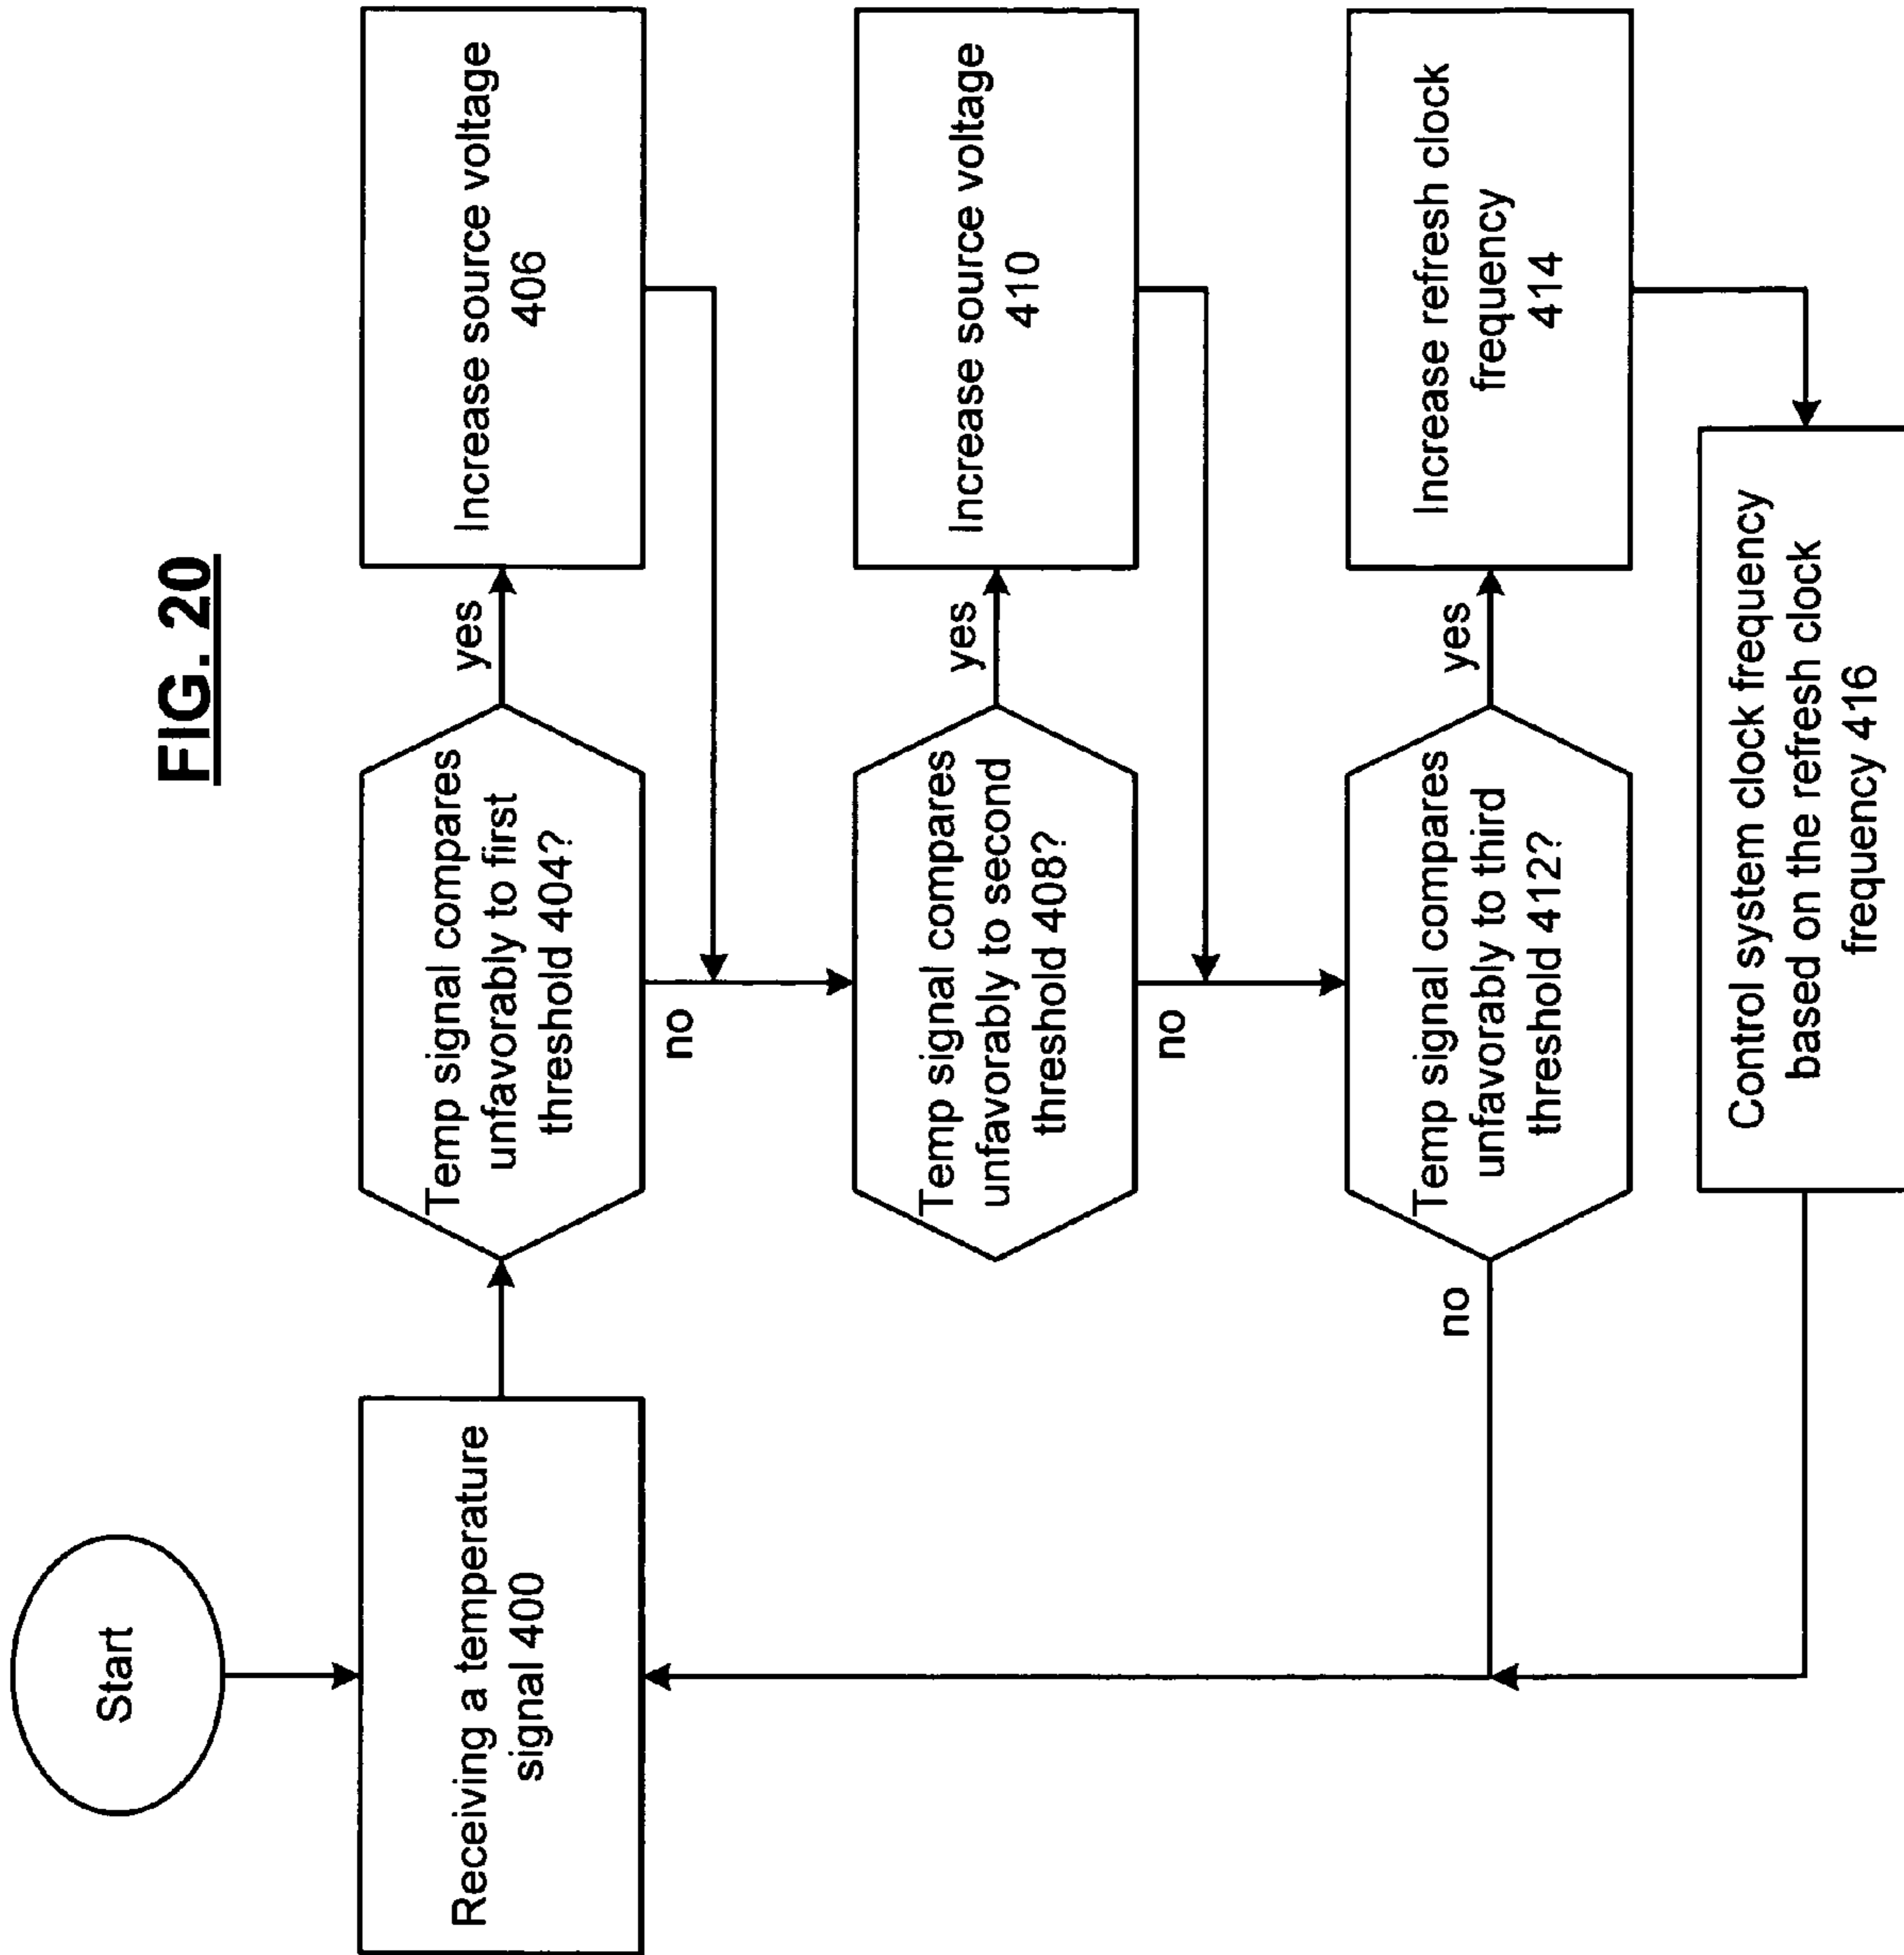 FIG. 20
Start
Receiving a temperature
signal 400
Temp signal compares
unfavorably to first
threshold 404?
yes
Increase source voltage
406
no
Temp signal compares
unfavorably to second
threshold 408?
yes
Increase source voltage
410
no
Temp signal compares
unfavorably to third
threshold 412?
yes
Increase refresh clock
frequency
414
no
Control system clock frequency
based on the refresh clock
frequency 416